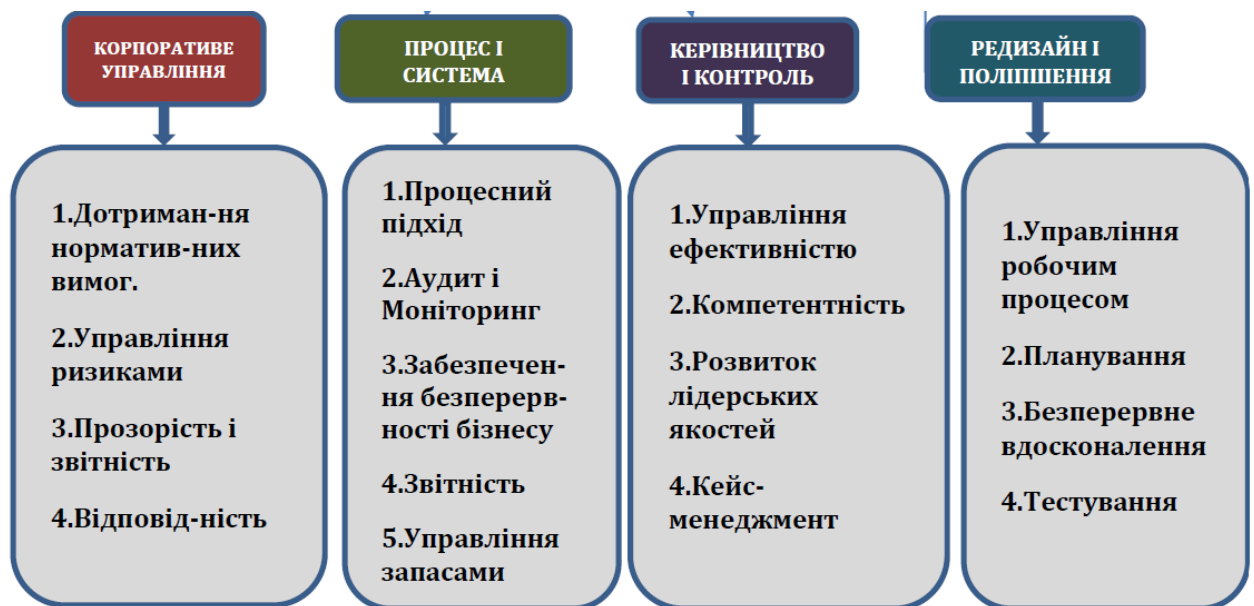 КОРПОРАТИВЕ
УПРАВЛІННЯ
1.Дотриман-ня
норматив-них
вимог.
2.Управління
ризиками
3.Прозорість і
звітність
4.Відповід-ність
ПРОЦЕС І
СИСТЕМА
1.Процесний
підхід
2.Аудит і
Моніторинг
3.Забезпечен-
ня безперерв-
ності бізнесу
4.Звітність
5.Управління
запасами
КЕРІВНИЦТВО
І КОНТРОЛЬ
1.Управління
ефективністю
2.Компетентність
3.Розвиток
лідерських
якостей
4.Кейс-
менеджмент
РЕДИЗАЙН І
ПОЛІПШЕННЯ
1.Управління
робочим
процесом
2.Планування
3.Безперервне
вдосконалення
4.Тестування